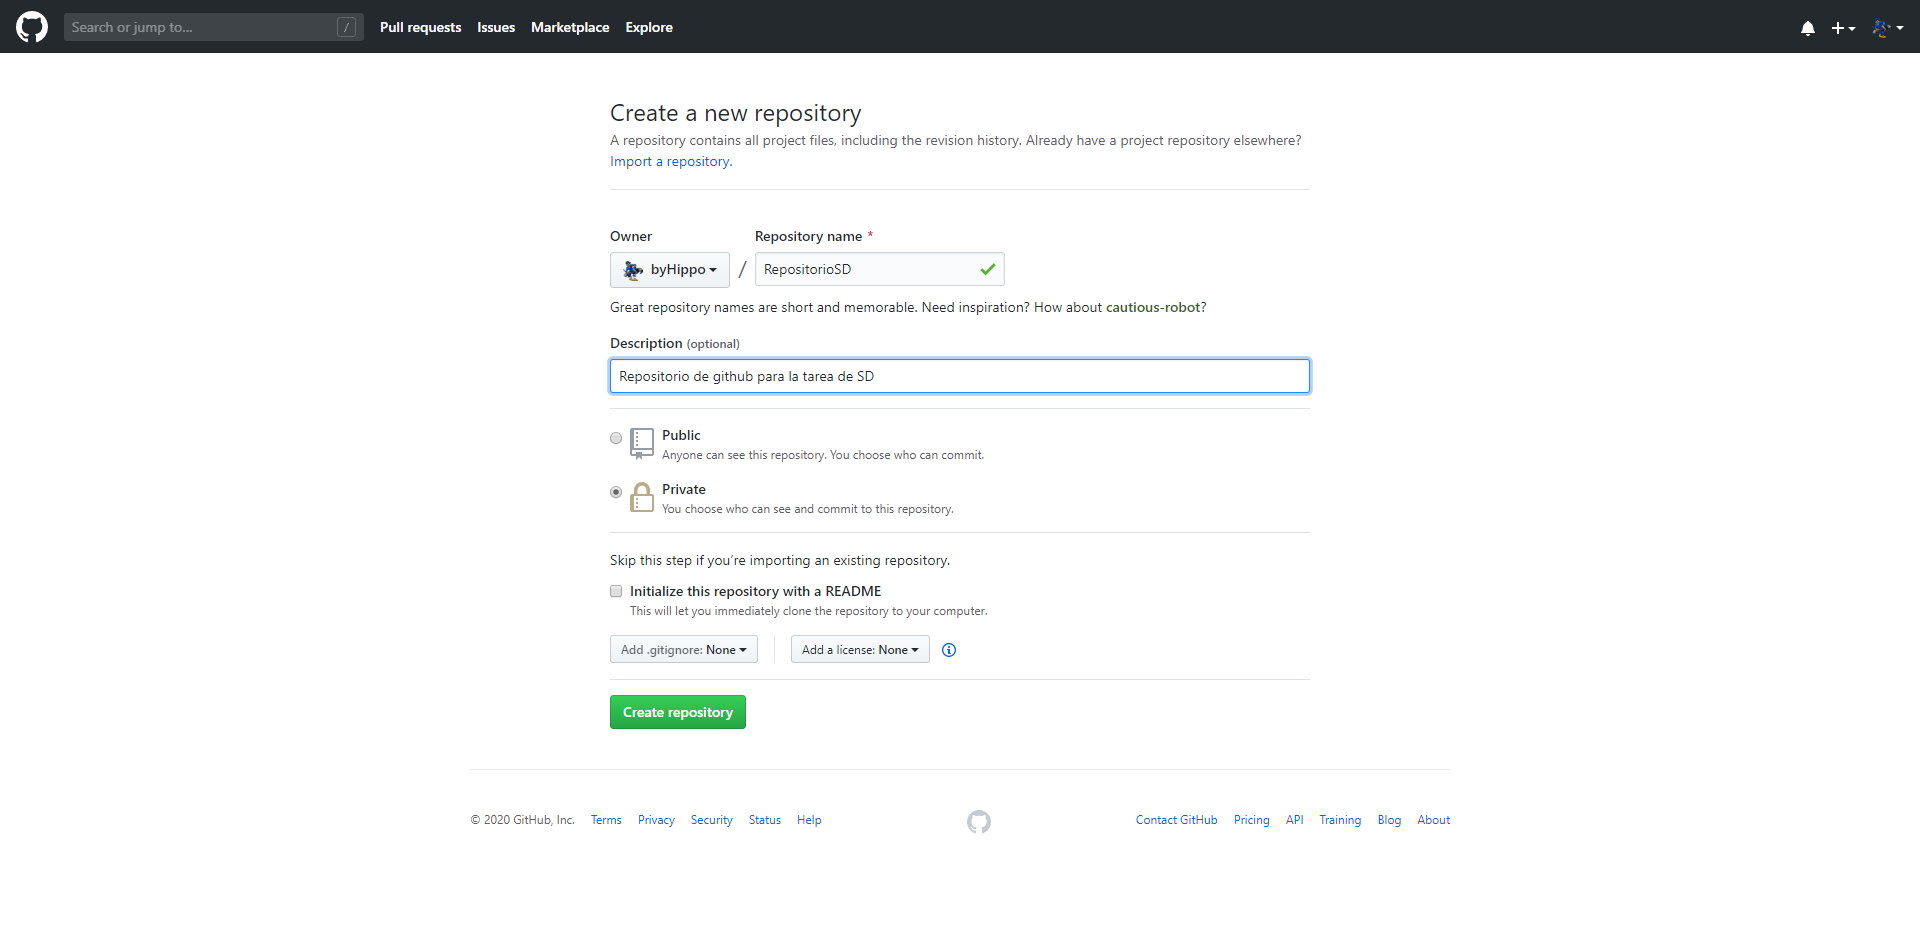 Search or jump to... /
Pull requests Issues Marketplace Explore
Create a new repository
A repository contains all project files, including the revision history. Already have a project repository elsewhere?
Import a repository.
Owner
Repository name *
byHippo / RepositorioSD
Great repository names are short and memorable. Need inspiration? How about cautious-robot?
Description (optional)
Repositorio de github para la tarea de SD
Public
Anyone can see this repository. You choose who can commit.
Private
You choose who can see and commit to this repository.
Skip this step if you’re importing an existing repository.
Initialize this repository with a README
This will let you immediately clone the repository to your computer.
Add .gitignore: None
Add a license: None
Create repository
© 2020 GitHub, Inc. Terms Privacy Security Status Help
Contact GitHub Pricing API Training Blog About